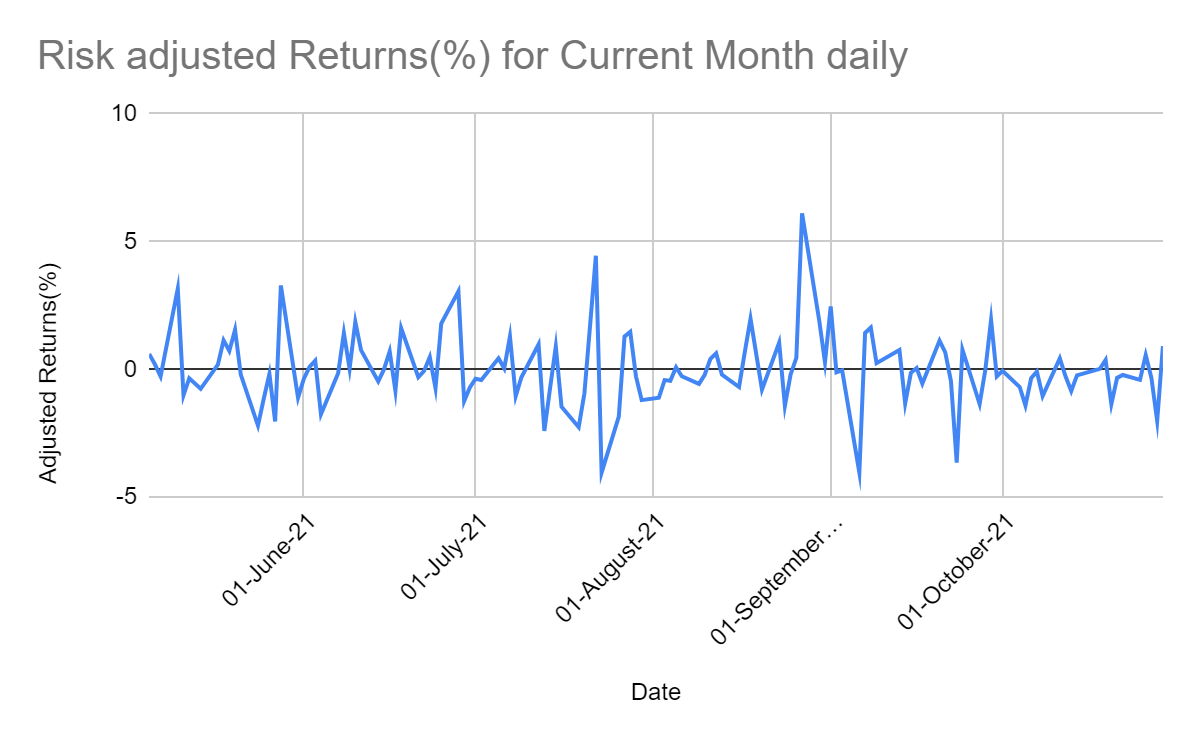 Risk adjusted Returns(%) for Current Month daily
10
5
0
-5
Adjusted Returns(%)
01-June-21
01-July-21
01-August-21
01-September...
01-October-21
Date